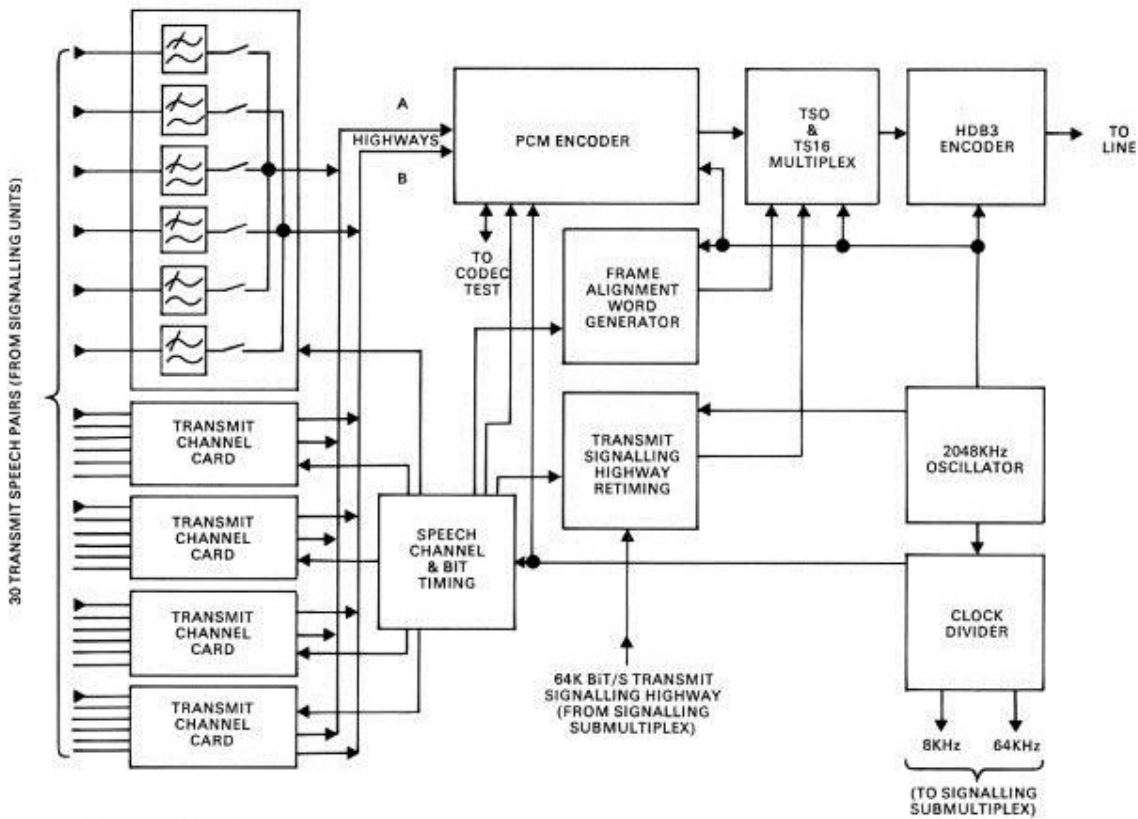 30 TRANSMIT SPEECH PAIRS (FROM SIGNALLING UNITS)
A
HIGHWAYS
B
PCM ENCODER
TSO
&
TS16
MULTIPLEX
HDB3
ENCODER
TO
LINE
TO
CODEC
TEST
FRAME
ALIGNMENT
WORD
GENERATOR
TRANSMIT
CHANNEL
CARD
TRANSMIT
CHANNEL
CARD
TRANSMIT
CHANNEL
CARD
TRANSMIT
CHANNEL
CARD
SPEECH
CHANNEL
& BIT
TIMING
TRANSMIT
SIGNALLING
HIGHWAY
RETIMING
2048KHz
OSCILLATOR
CLOCK
DIVIDER
64K BiT/S TRANSMIT
SIGNALLING HIGHWAY
(FROM SIGNALLING
SUBMULTIPLEX)
8KHz
64KHz
(TO SIGNALLING
SUBMULTIPLEX)